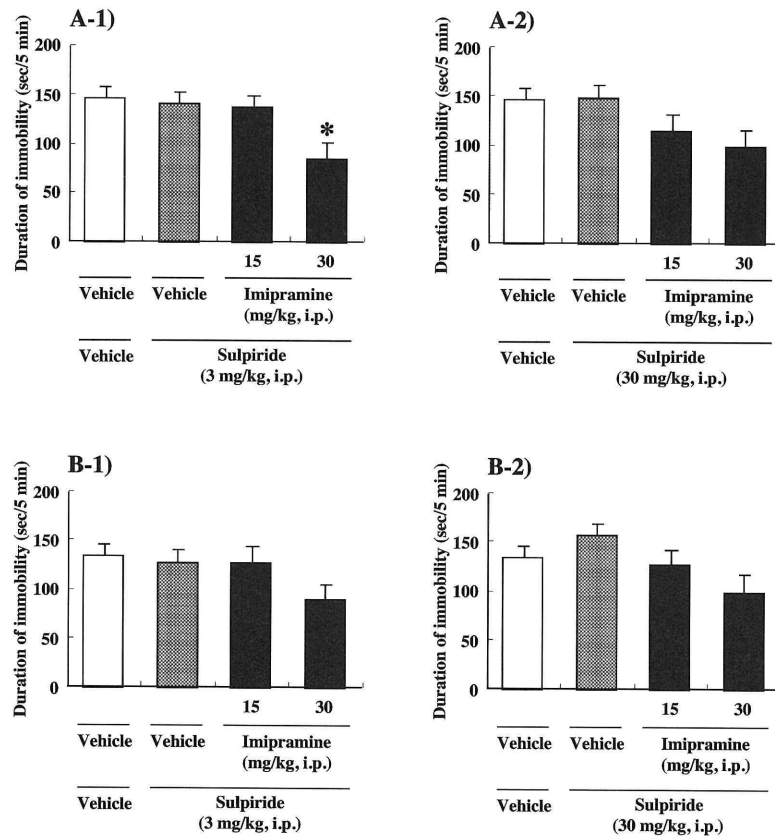 A-1)
Duration of immobility (sec/5 min)
200
150
100
50
0
*
15 30
Vehicle Vehicle Imipramine
(mg/kg, i.p.)
Vehicle Sulpiride
(3 mg/kg, i.p.)
A-2)
Duration of immobility (sec/5 min)
200
150
100
50
0
15 30
Vehicle Vehicle Imipramine
(mg/kg, i.p.)
Vehicle Sulpiride
(30 mg/kg, i.p.)
B-1)
Duration of immobility (sec/5 min)
200
150
100
50
0
15 30
Vehicle Vehicle Imipramine
(mg/kg, i.p.)
Vehicle Sulpiride
(3 mg/kg, i.p.)
B-2)
Duration of immobility (sec/5 min)
200
150
100
50
0
15 30
Vehicle Vehicle Imipramine
(mg/kg, i.p.)
Vehicle Sulpiride
(30 mg/kg, i.p.)